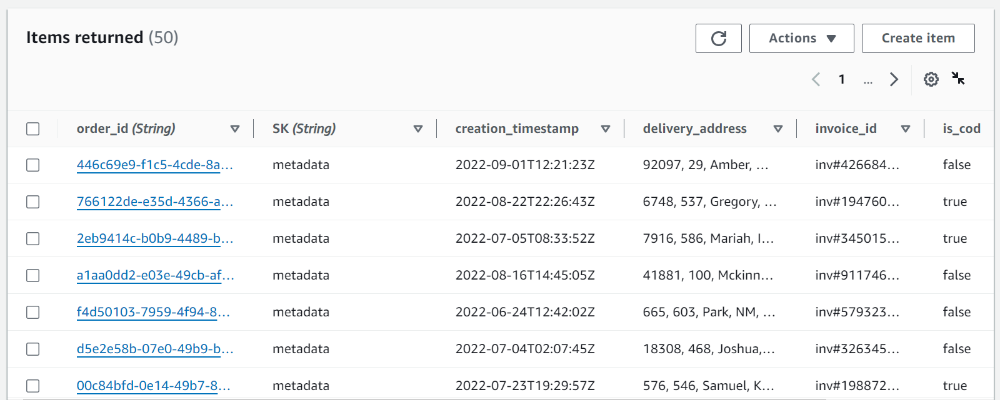 Items returned (50)
Actions
Create item
1 ...
order_id (String) SK (String) creation_timestamp delivery_address invoice_id is_cod
446c69e9-f1c5-4cde-8a... metadata 2022-09-01T12:21:23Z 92097, 29, Amber, ... inv#426684... false
766122de-e35d-4366-a... metadata 2022-08-22T22:26:43Z 6748, 537, Gregory, ... inv#194760... true
2eb9414c-b0b9-4489-b... metadata 2022-07-05T08:33:52Z 7916, 586, Mariah, I... inv#345015... true
a1aa0dd2-e03e-49cb-af... metadata 2022-08-16T14:45:05Z 41881, 100, Mckinn... inv#911746... false
f4d50103-7959-4f94-8... metadata 2022-06-24T12:42:02Z 665, 603, Park, NM, ... inv#579323... false
d5e2e58b-07e0-49b9-b... metadata 2022-07-04T02:07:45Z 18308, 468, Joshua,... inv#326345... false
00c84bfd-0e14-49b7-8... metadata 2022-07-23T19:29:57Z 576, 546, Samuel, K... inv#198872... true